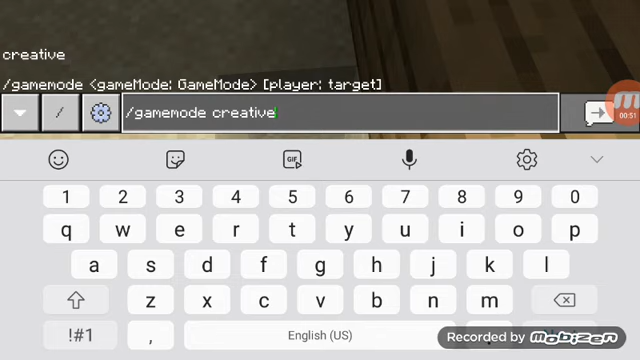 creative
/gamemode <gameMode: GameMode> [player: target]
/
/gamemode creative
00:51
GIF
1 2 3 4 5 6 7 8 9 0
q w e r t y u i o p
a s d f g h j k l
z x c v b n m
!#1 , English (US)
Recorded by Mobizen